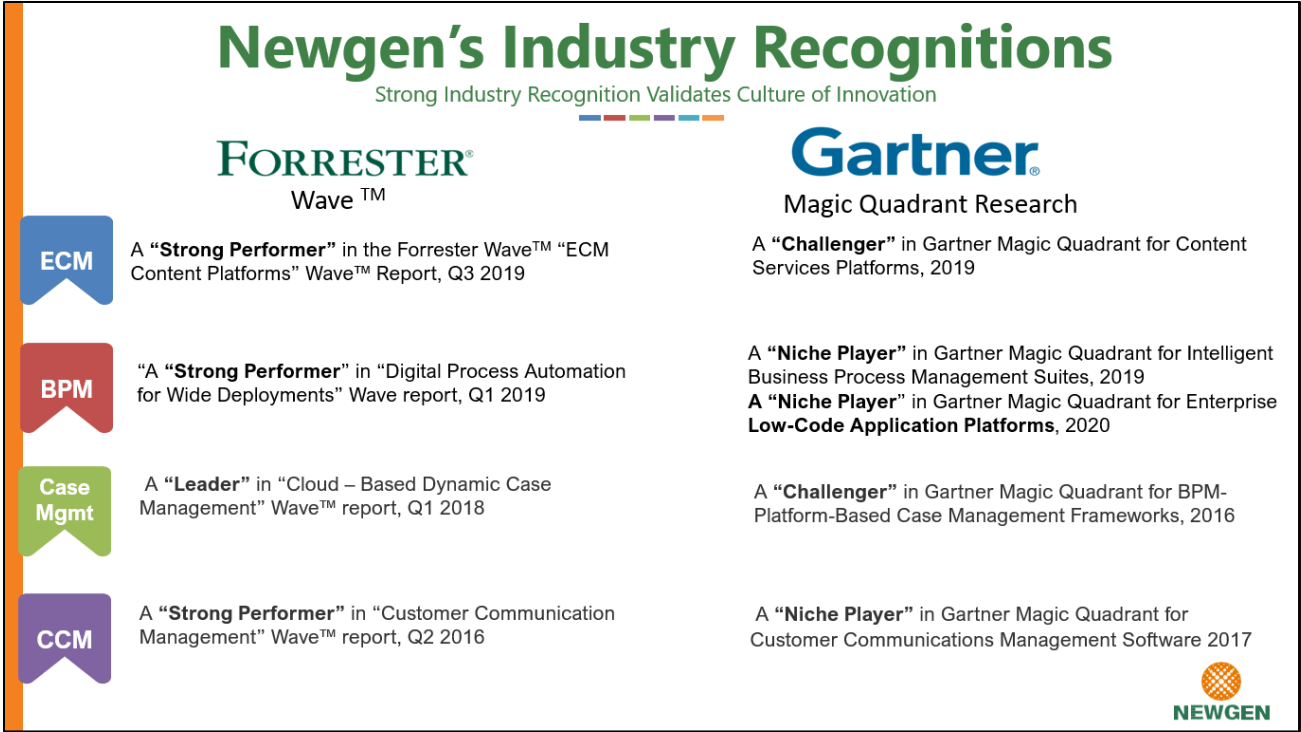 Newgen’s Industry Recognitions
Strong Industry Recognition Validates Culture of Innovation
FORRESTER®
Wave TM
Gartner®
Magic Quadrant Research
ECM
A “Strong Performer” in the Forrester Wave™ “ECM
Content Platforms” Wave™ Report, Q3 2019
A “Challenger” in Gartner Magic Quadrant for Content
Services Platforms, 2019
BPM
“A “Strong Performer” in “Digital Process Automation
for Wide Deployments” Wave report, Q1 2019
A “Niche Player” in Gartner Magic Quadrant for Intelligent
Business Process Management Suites, 2019
A “Niche Player” in Gartner Magic Quadrant for Enterprise
Low-Code Application Platforms, 2020
Case
Mgmt
A “Leader” in “Cloud – Based Dynamic Case
Management” Wave™ report, Q1 2018
A “Challenger” in Gartner Magic Quadrant for BPM-
Platform-Based Case Management Frameworks, 2016
CCM
A “Strong Performer” in “Customer Communication
Management” Wave™ report, Q2 2016
A “Niche Player” in Gartner Magic Quadrant for
Customer Communications Management Software 2017
NEWGEN